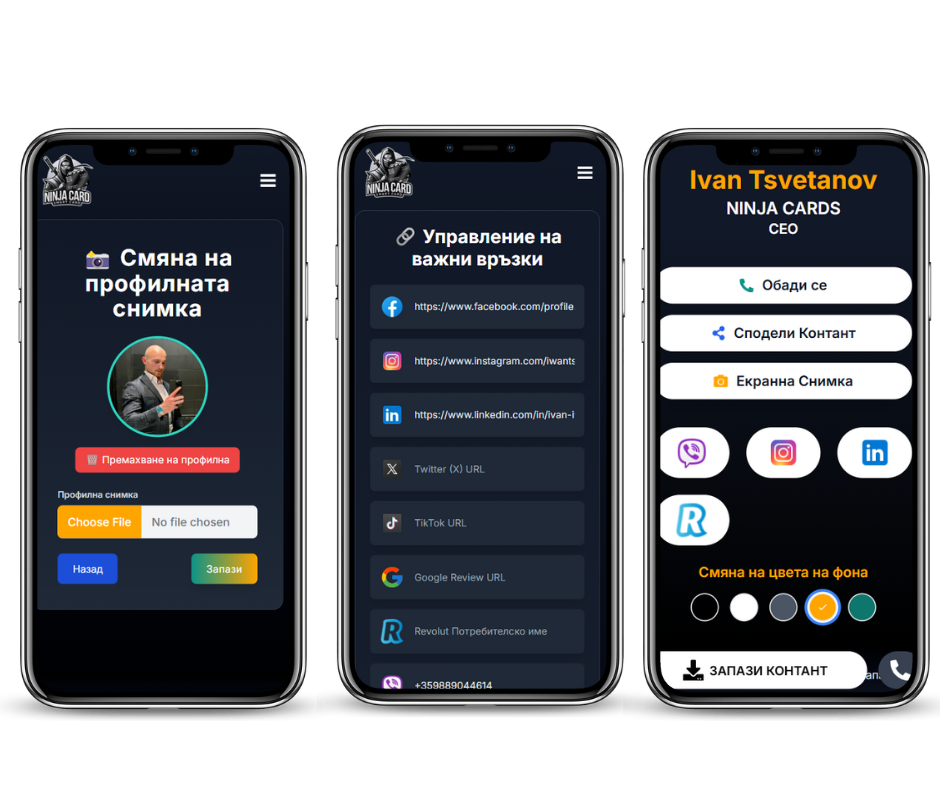 NINJA CARD
📸 Смяна на
профилната
снимка
🗑️ Премахване на профилна
Профилна снимка
Choose File No file chosen
Назад
Запази
NINJA CARD
🔗 Управление на
важни връзки
https://www.facebook.com/profile
https://www.instagram.com/iwants
in https://www.linkedin.com/in/ivan-i
X Twitter (X) URL
TikTok URL
Google Review URL
Revolut Потребителско име
+359889044614
Ivan Tsvetanov
NINJA CARDS
CEO
Обади се
Сподели Контант
Екранна Снимка
in
R
Смяна на цвета на фона
ЗАПАЗИ КОНТАНТ